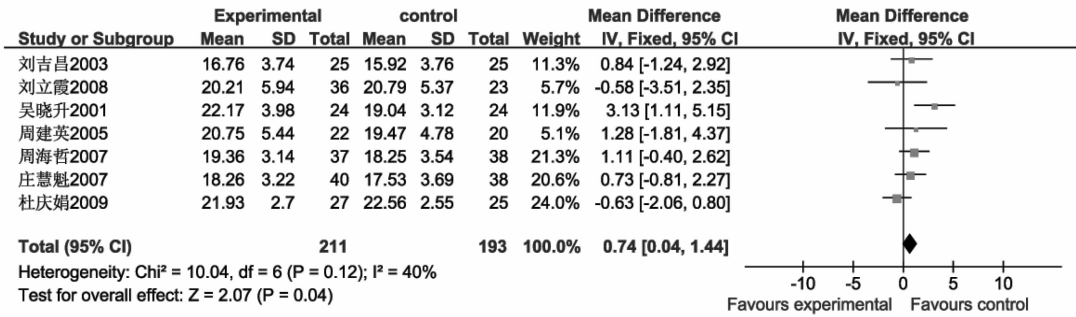 Experimental control Mean Difference Mean Difference
Study or Subgroup Mean SD Total Mean SD Total Weight IV, Fixed, 95% CI IV, Fixed, 95% CI
刘吉昌2003 16.76 3.74 25 15.92 3.76 25 11.3% 0.84 [-1.24, 2.92]
刘立霞2008 20.21 5.94 36 20.79 5.37 23 5.7% -0.58 [-3.51, 2.35]
吴晓升2001 22.17 3.98 24 19.04 3.12 24 11.9% 3.13 [1.11, 5.15]
周建英2005 20.75 5.44 22 19.47 4.78 20 5.1% 1.28 [-1.81, 4.37]
周海哲2007 19.36 3.14 37 18.25 3.54 38 21.3% 1.11 [-0.40, 2.62]
庄慧魁2007 18.26 3.22 40 17.53 3.69 38 20.6% 0.73 [-0.81, 2.27]
杜庆娟2009 21.93 2.7 27 22.56 2.55 25 24.0% -0.63 [-2.06, 0.80]
Total (95% CI) 211 193 100.0% 0.74 [0.04, 1.44]
Heterogeneity: Chi² = 10.04, df = 6 (P = 0.12); I² = 40%
Test for overall effect: Z = 2.07 (P = 0.04)
-10 -5 0 5 10
Favours experimental Favours control